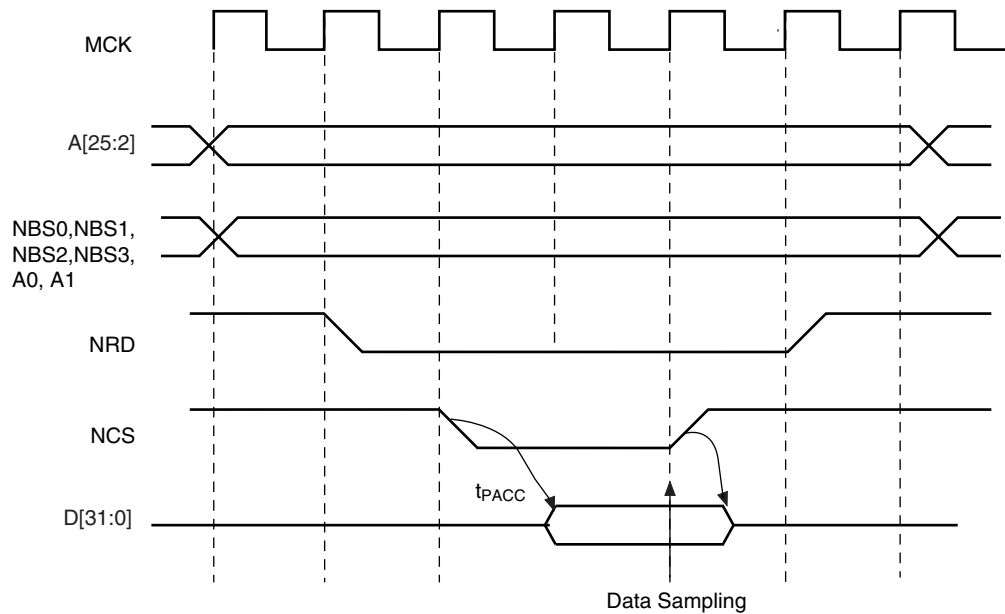 MCK
A[25:2]
NBS0,NBS1,
NBS2,NBS3,
A0, A1
NRD
NCS
tPACC
D[31:0]
Data Sampling